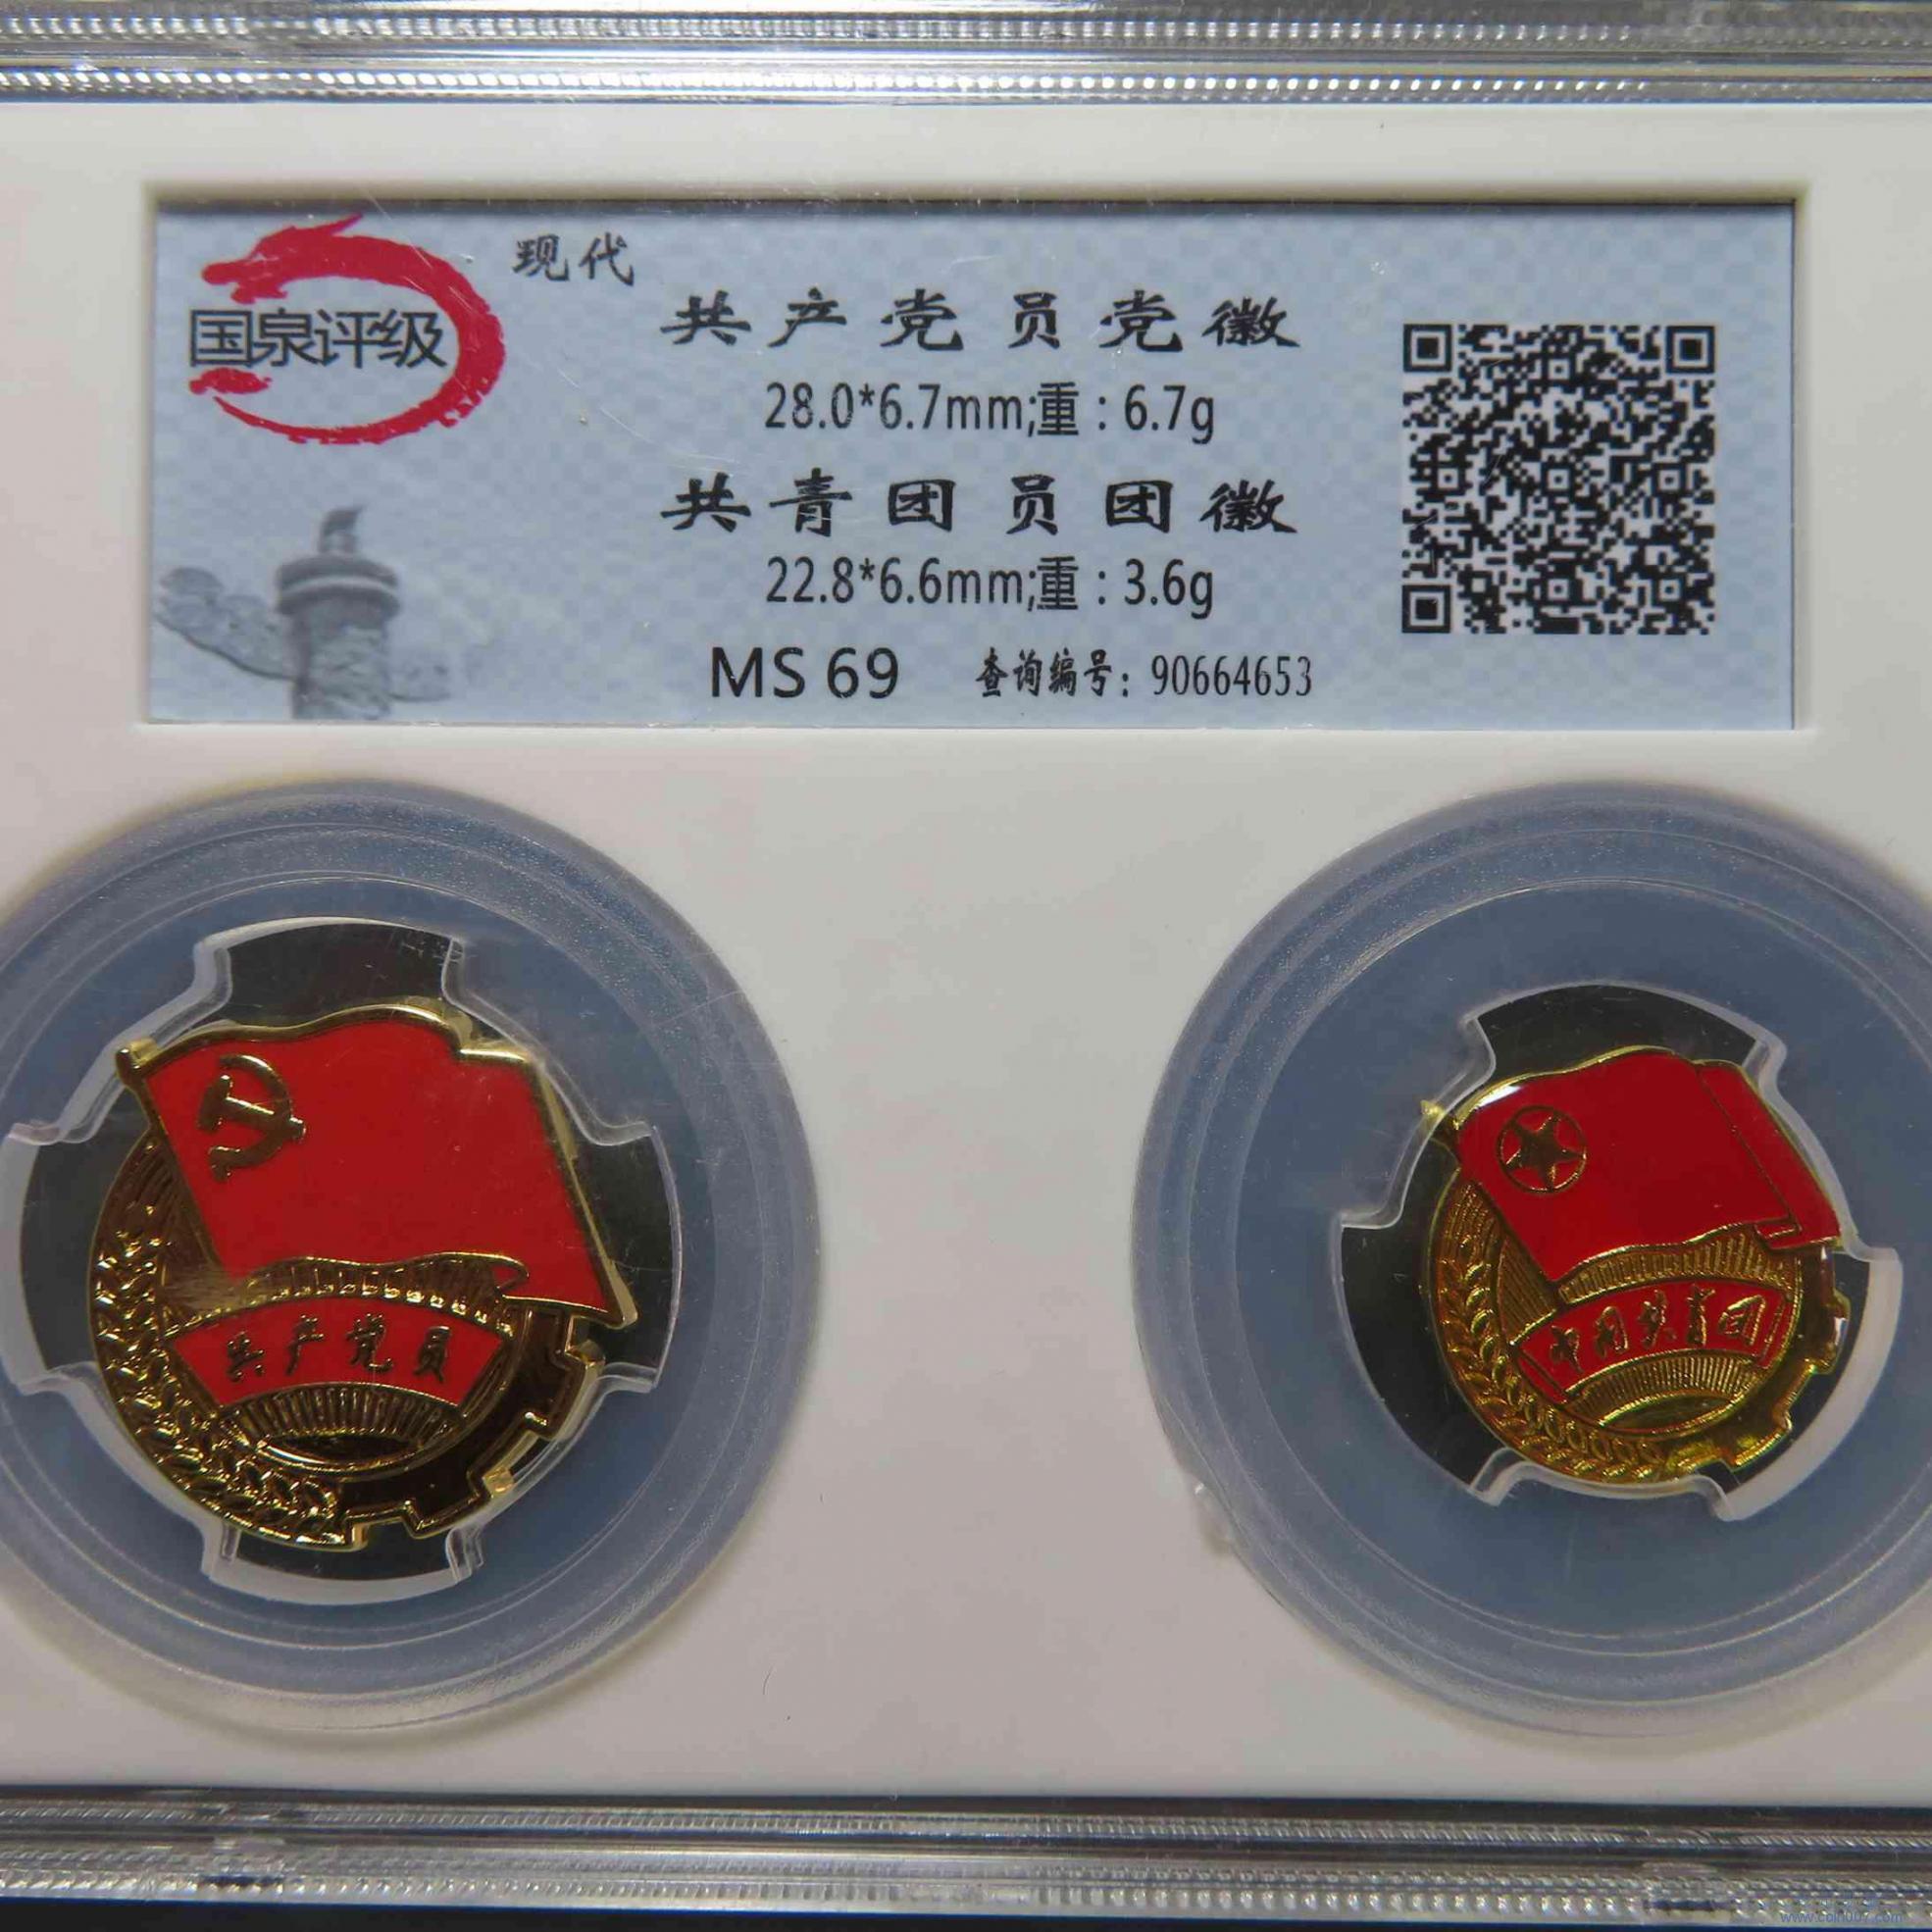 国泉评级
现代
共产党员党徽
28.0*6.7mm;重：6.7g
共青团员团徽
22.8*6.6mm;重：3.6g
MS 69 查询编号：90664653
共产党员
中国共青团